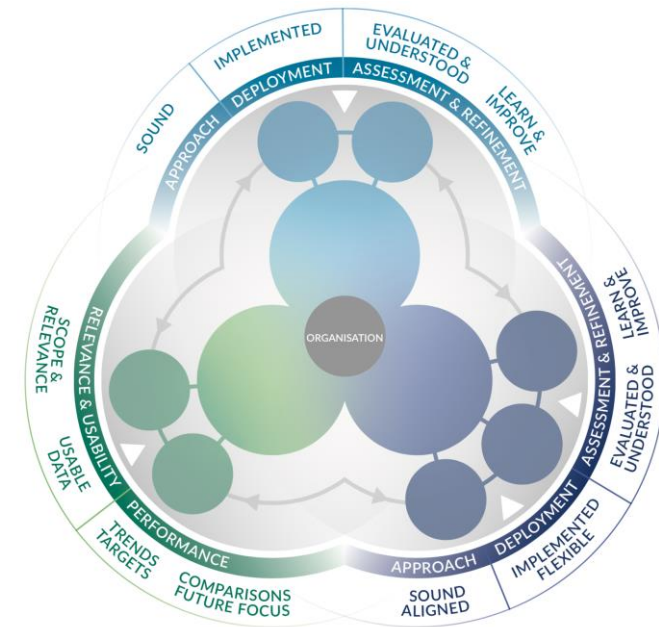 SOUND
IMPLEMENTED
EVALUATED &
UNDERSTOOD
LEARN &
IMPROVE
APPROACH
DEPLOYMENT
ASSESSMENT & REFINEMENT
ORGANISATION
SCOPE &
RELEVANCE
USABLE
DATA
TRENDS
TARGETS
COMPARISONS
FUTURE FOCUS
RELEVANCE & USABILITY
PERFORMANCE
LEARN &
IMPROVE
EVALUATED &
UNDERSTOOD
IMPLEMENTED
FLEXIBLE
SOUND
ALIGNED
ASSESSMENT & REFINEMENT
DEPLOYMENT
APPROACH